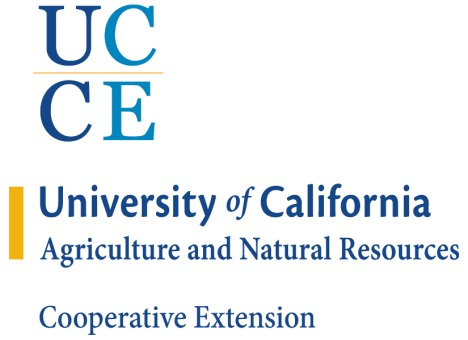 UC
CE
University of California
Agriculture and Natural Resources
Cooperative Extension